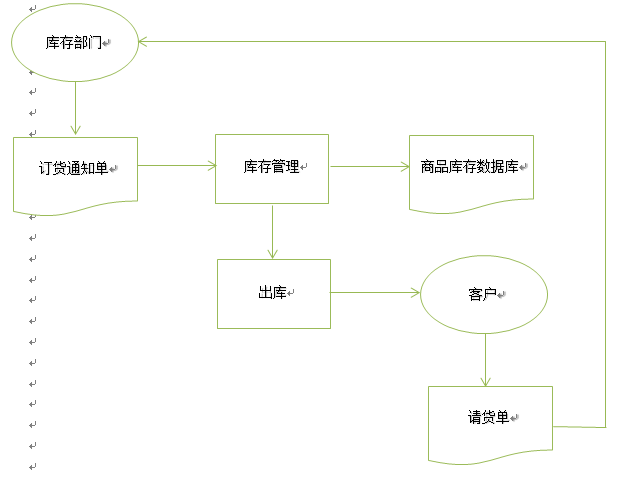 库存部门
订货通知单
库存管理
商品库存数据库
出库
客户
请货单